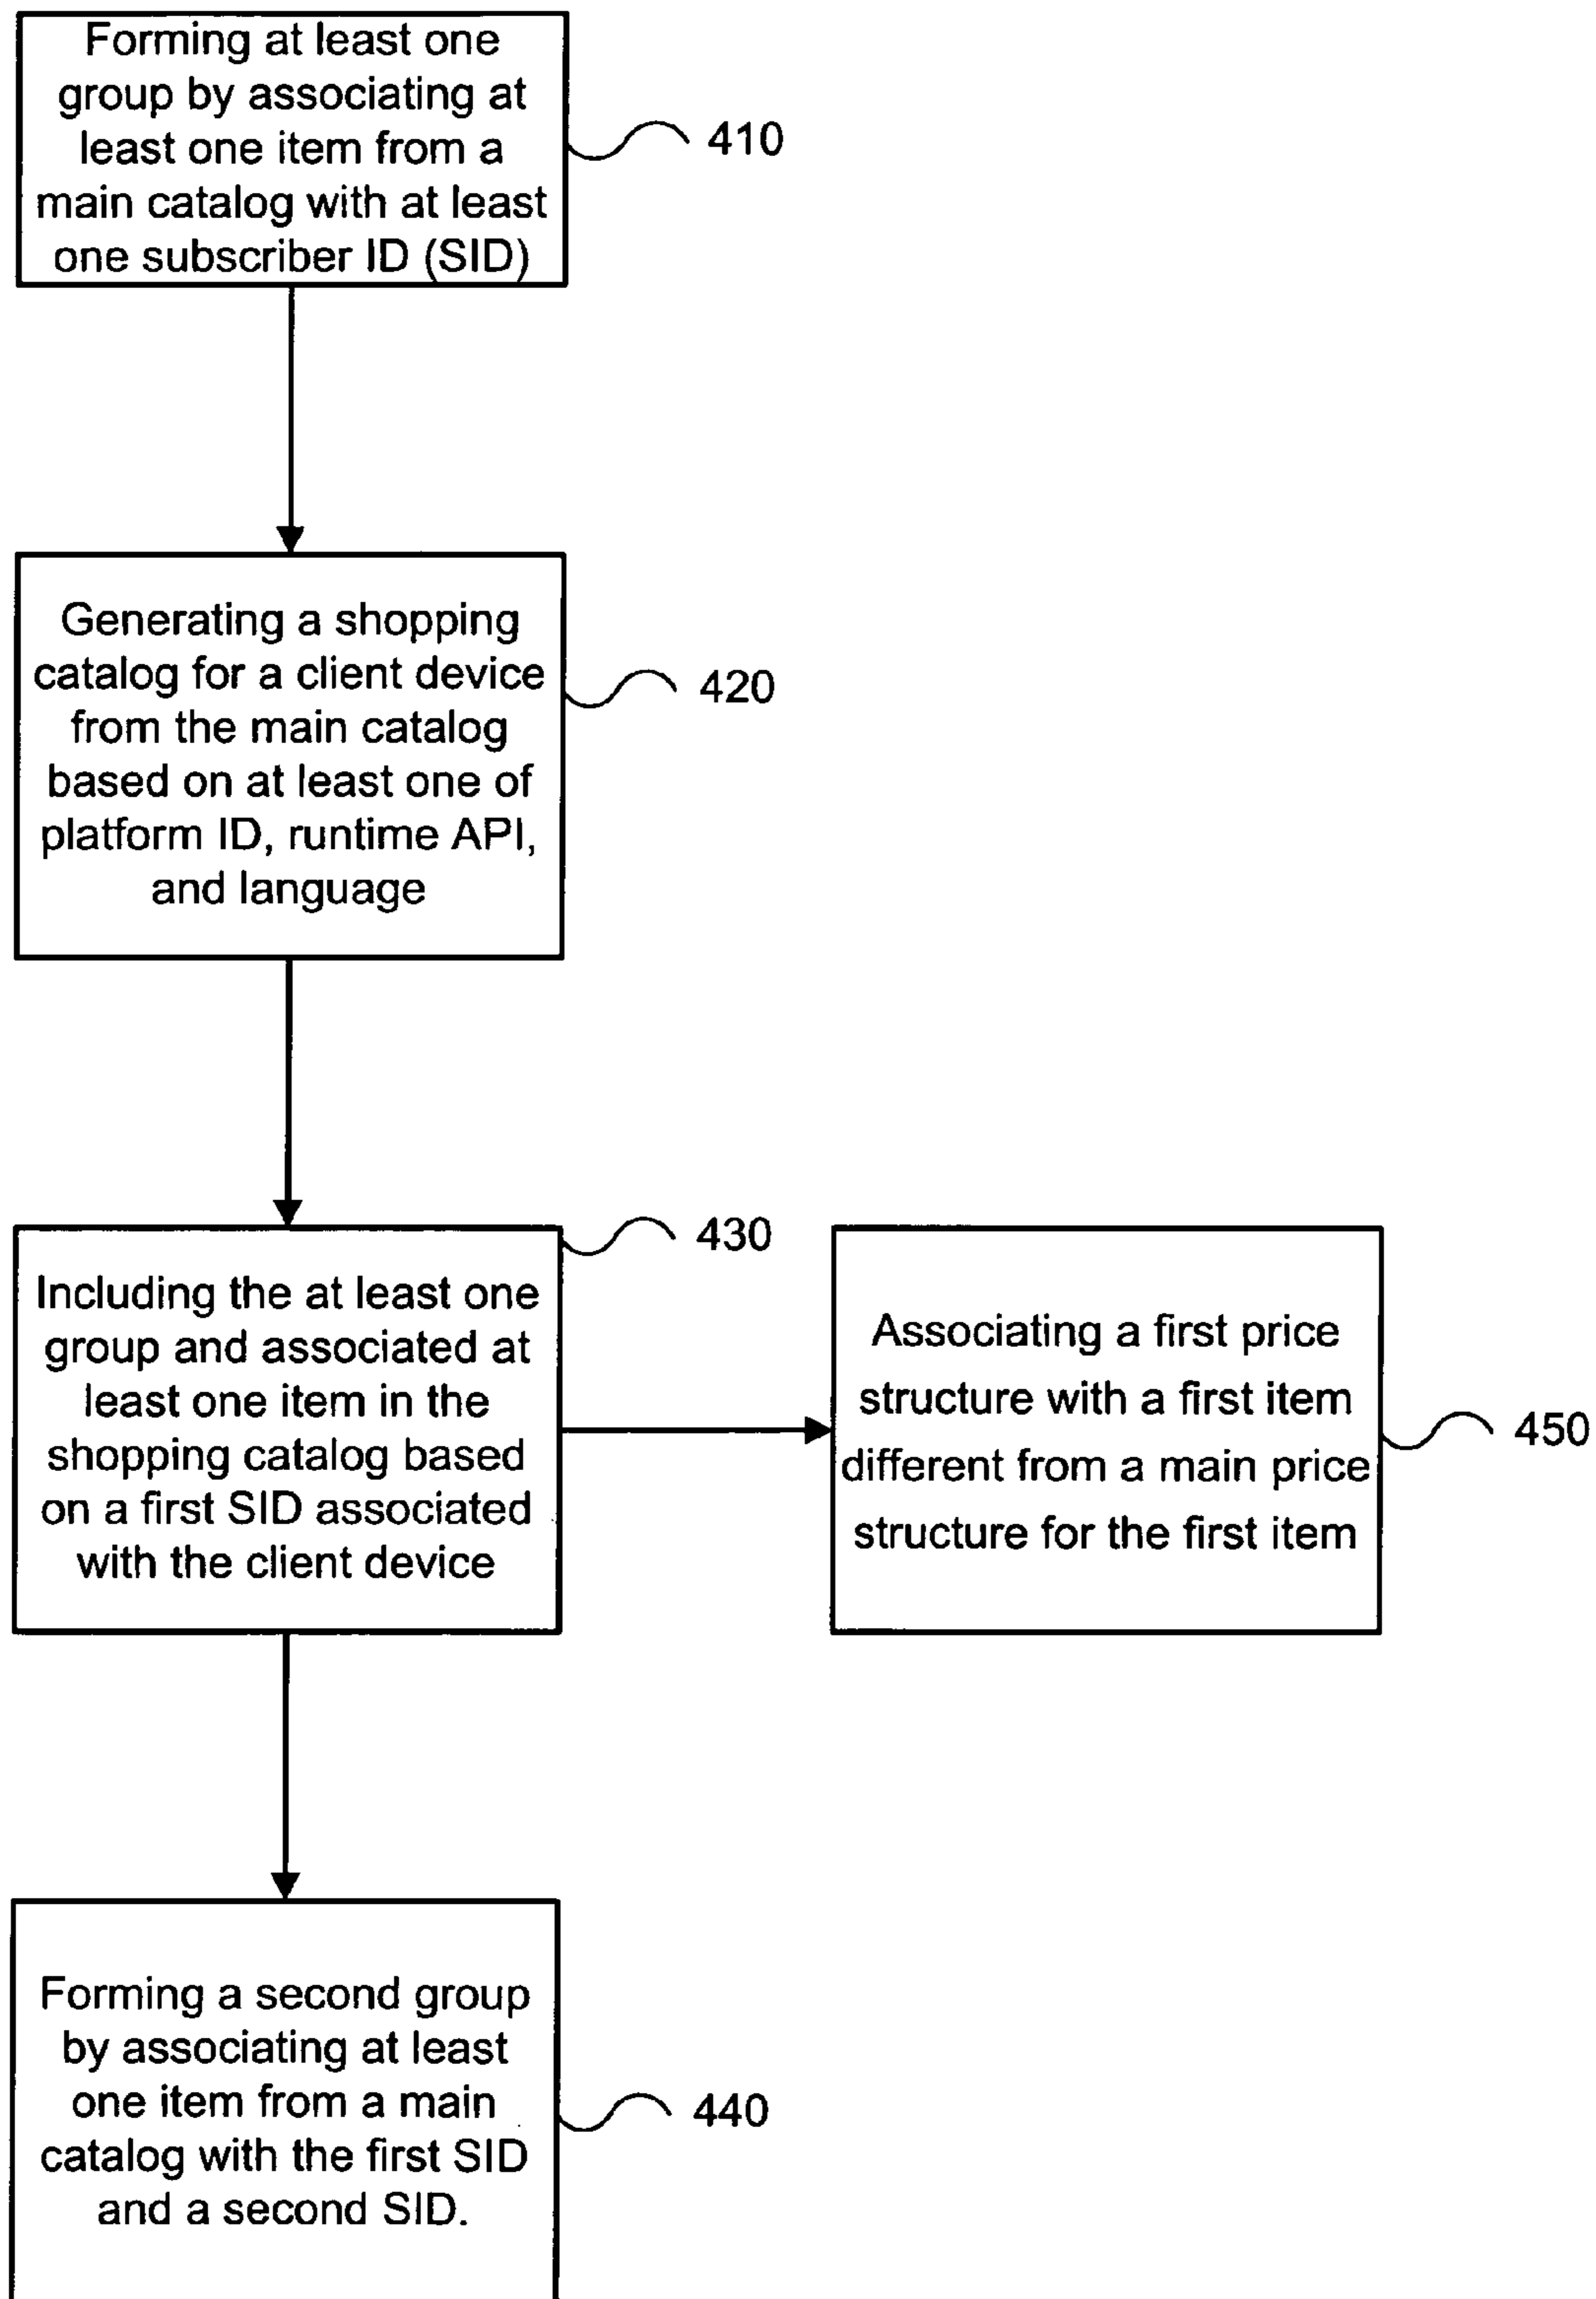 Forming at least one
group by associating at
least one item from a
main catalog with at least
one subscriber ID (SID)
410
Generating a shopping
catalog for a client device
from the main catalog
based on at least one of
platform ID, runtime API,
and language
420
Including the at least one
group and associated at
least one item in the
shopping catalog based
on a first SID associated
with the client device
430
Associating a first price
structure with a first item
different from a main price
structure for the first item
450
Forming a second group
by associating at least
one item from a main
catalog with the first SID
and a second SID.
440